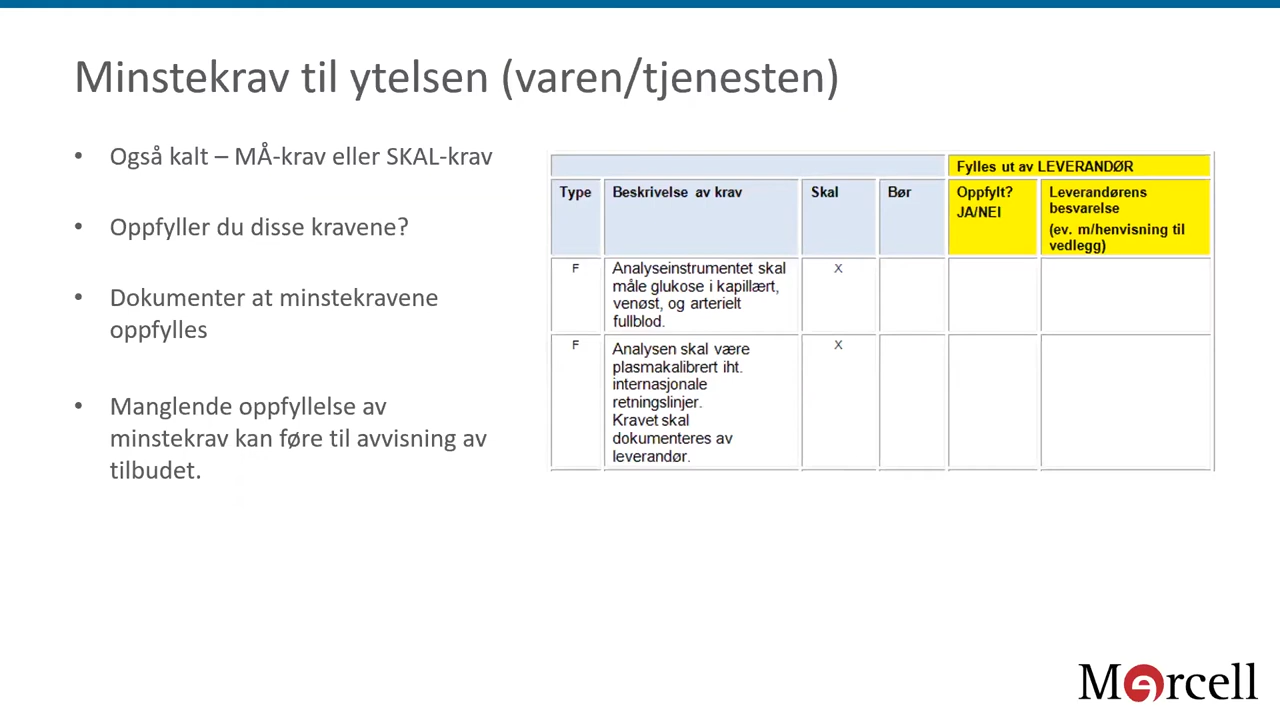 Minstekrav til ytelsen (varen/tjenesten)
• Også kalt – MÅ-krav eller SKAL-krav
• Oppfyller du disse kravene?
• Dokumenter at minstekravene
oppfylles
• Manglende oppfyllelse av
minstekrav kan føre til avvisning av
tilbudet.
Fylles ut av LEVERANDØR
Type
Beskrivelse av krav
Skal
Bør
Oppfylt?
JA/NEI
Leverandørens
besvarelse
(ev. m/henvisning til
vedlegg)
F
Analyseinstrumentet skal
måle glukose i kapillært,
venøst, og arterielt
fullblod.
X
F
Analysen skal være
plasmakalibrert iht.
internasjonale
retningslinjer.
Kravet skal
dokumenteres av
leverandør.
X
Mercell